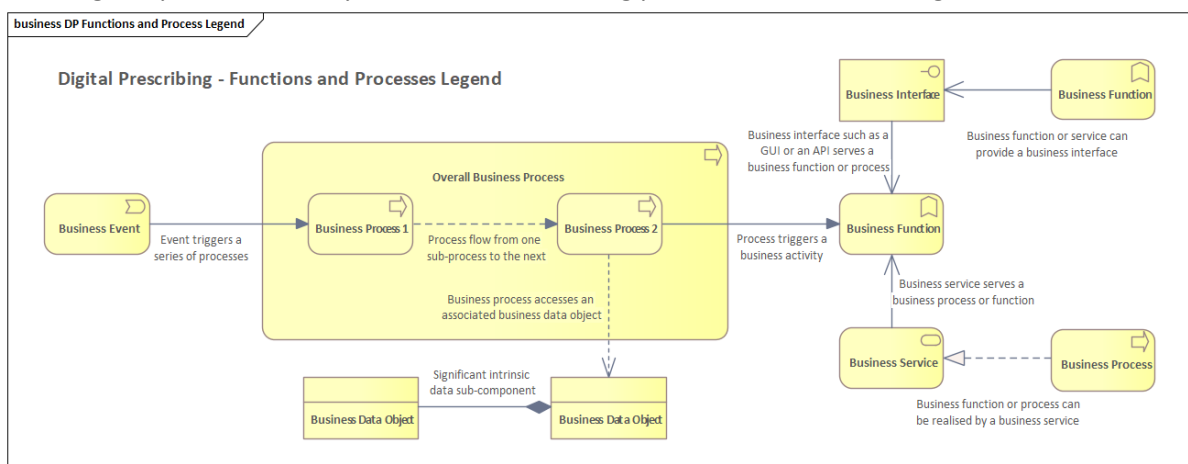 business DP Functions and Process Legend
Digital Prescribing - Functions and Processes Legend
Business Interface
Business Function
Business interface such as a
GUI or an API serves a
business function or process
Business function or service can
provide a business interface
Overall Business Process
Business Event
Business Process 1
Business Process 2
Business Function
Event triggers a
series of processes
Process flow from one
sub-process to the next
Process triggers a
business activity
Business service serves a
business process or function
Business process accesses an
associated business data object
Business Service
Business Process
Significant intrinsic
data sub-component
Business Data Object
Business Data Object
Business function or process can
be realised by a business service